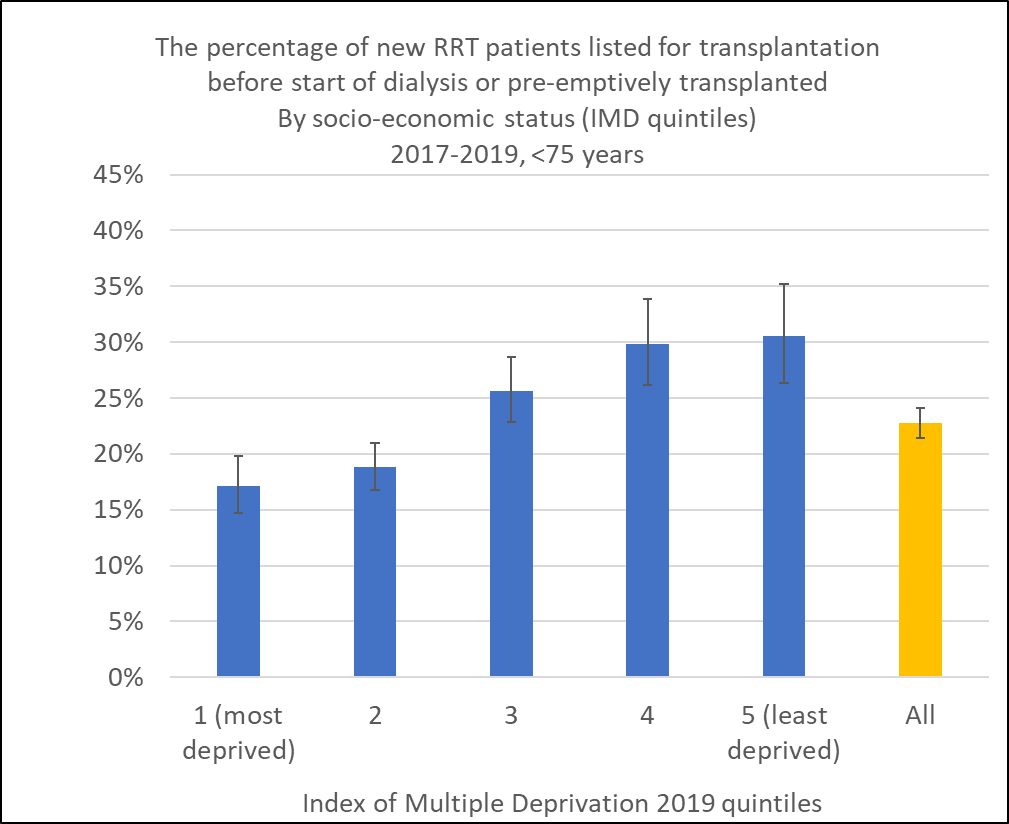 The percentage of new RRT patients listed for transplantation
before start of dialysis or pre-emptively transplanted
By socio-economic status (IMD quintiles)
2017-2019, <75 years
45%
40%
35%
30%
25%
20%
15%
10%
5%
0%
1 (most deprived)
2
3
4
5 (least deprived)
All
Index of Multiple Deprivation 2019 quintiles